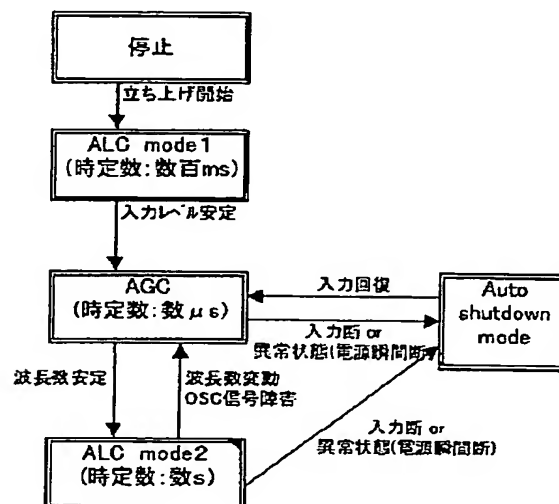 停止
立ち上げ開始
ALC mode1
(時定数:数百ms)
入力レベル安定
AGC
(時定数:数μs)
入力回復
Auto
shutdown
mode
入力断 or
異常状態(電源瞬間断)
波長数安定
波長数変動
OSC信号障害
入力断 or
異常状態(電源瞬間断)
ALC mode2
(時定数:数s)